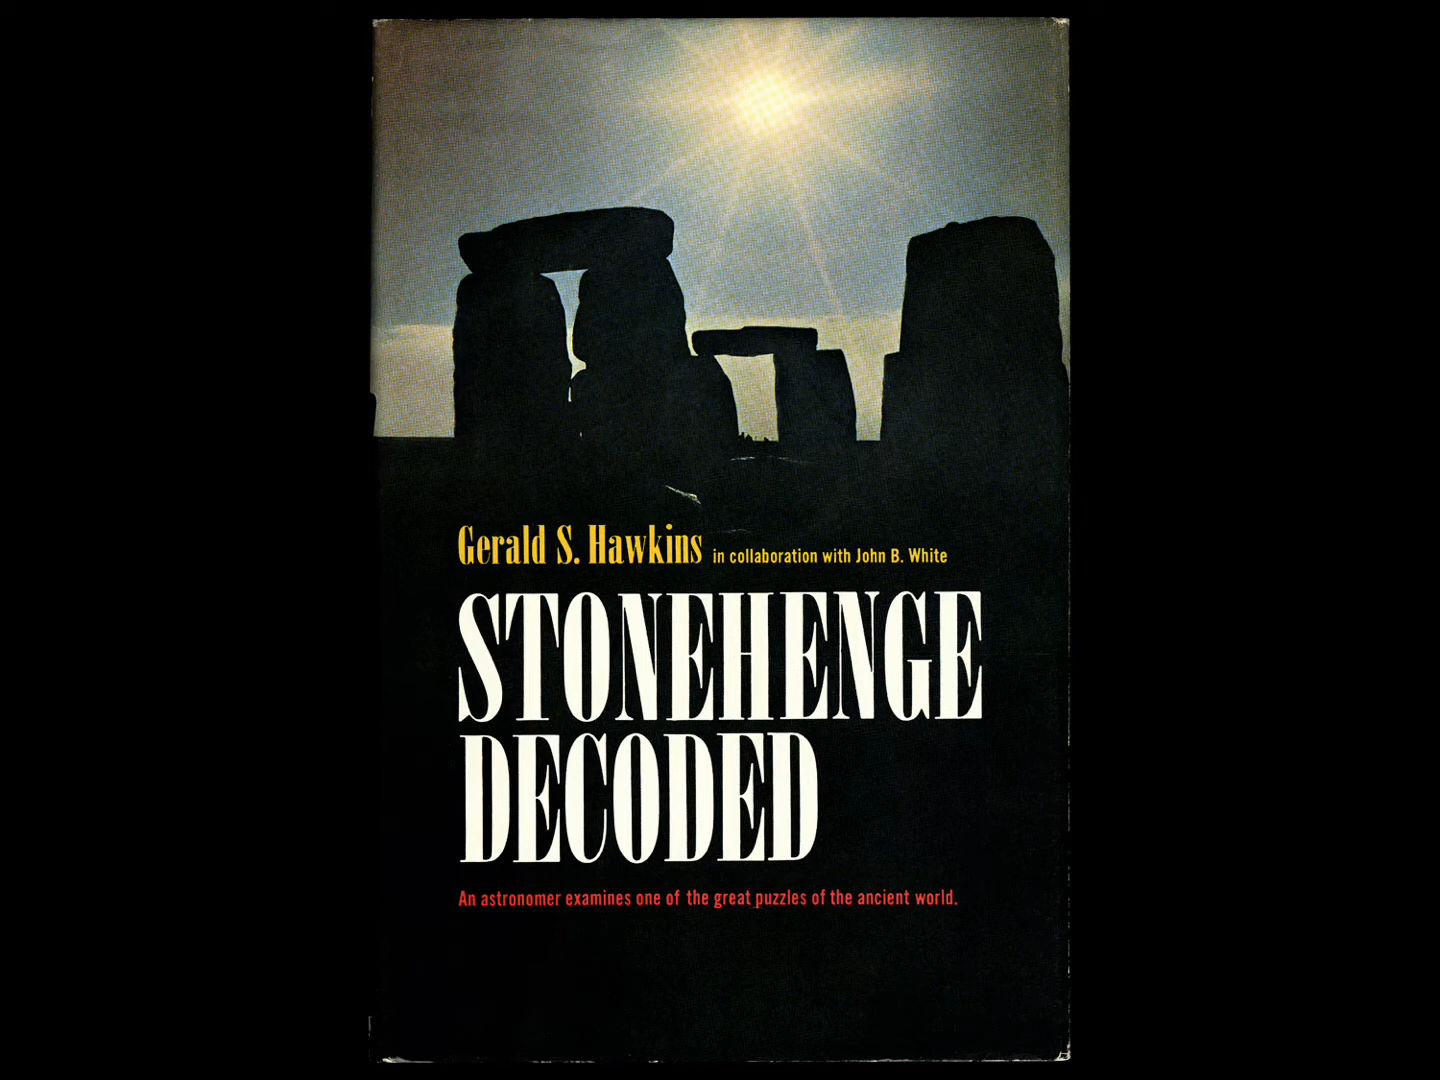 Gerald S. Hawkins in collaboration with John B. White
STONEHENGE
DECODED
An astronomer examines one of the great puzzles of the ancient world.